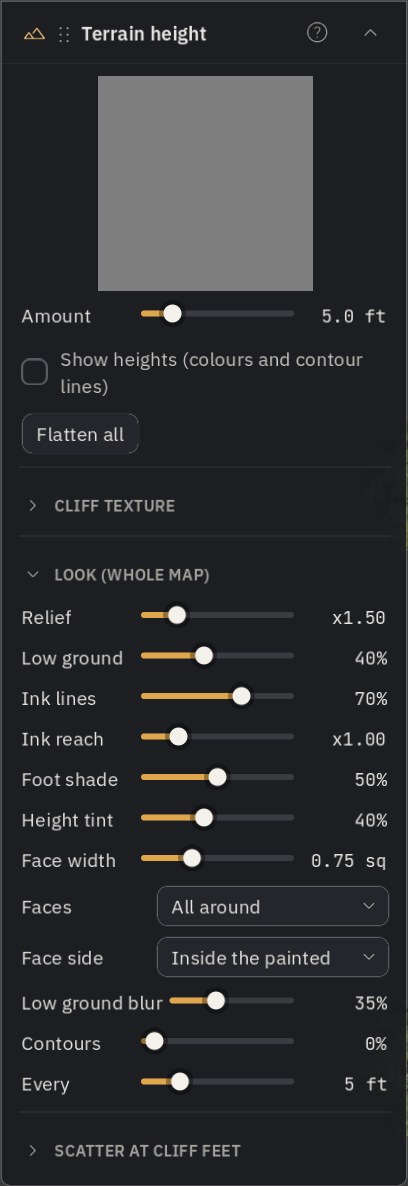 Terrain height
Amount 5.0 ft
Show heights (colours and contour
lines)
Flatten all
CLIFF TEXTURE
LOOK (WHOLE MAP)
Relief x1.50
Low ground 40%
Ink lines 70%
Ink reach x1.00
Foot shade 50%
Height tint 40%
Face width 0.75 sq
Faces All around
Face side Inside the painted
Low ground blur 35%
Contours 0%
Every 5 ft
SCATTER AT CLIFF FEET